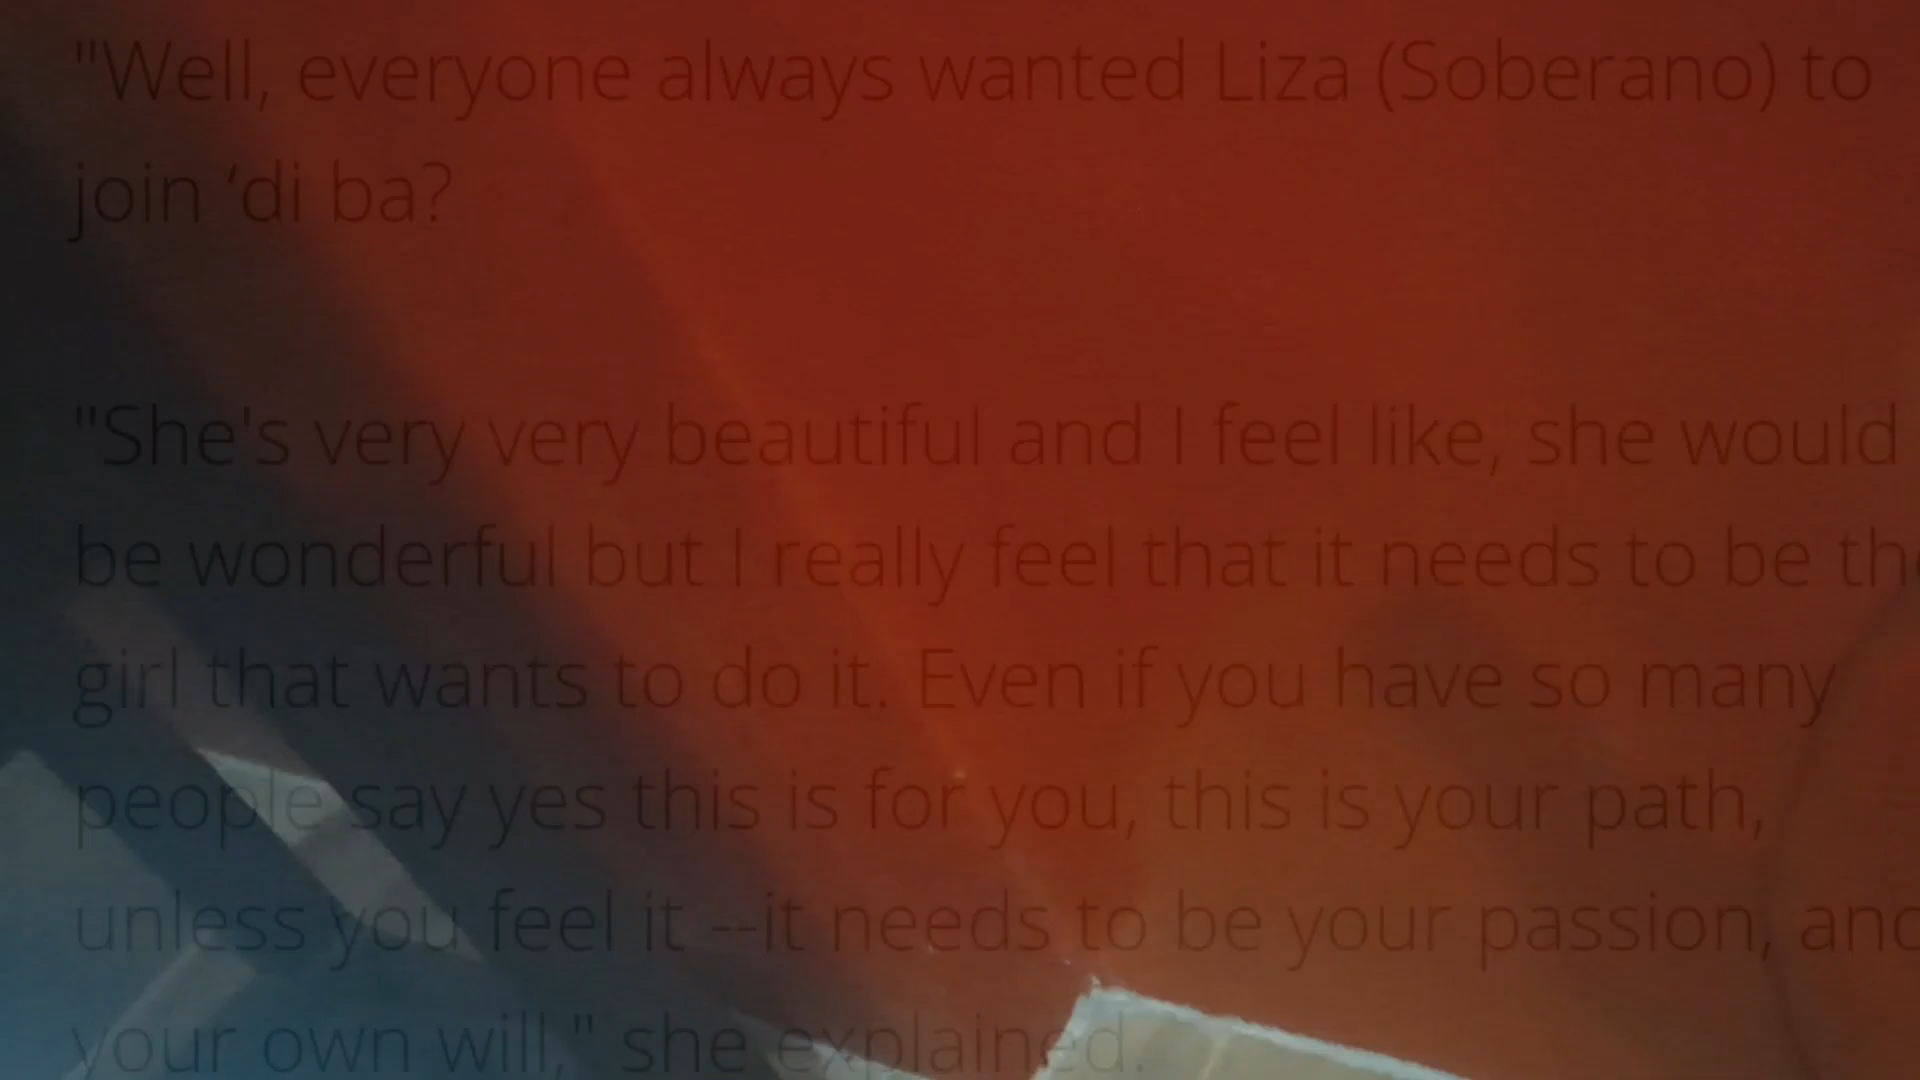 "Well, everyone always wanted Liza (Soberano) to
join ‘di ba?
"She's very very beautiful and I feel like, she would
be wonderful but I really feel that it needs to be the
girl that wants to do it. Even if you have so many
people say yes this is for you, this is your path,
unless you feel it --it needs to be your passion, and
your own will," she explained.